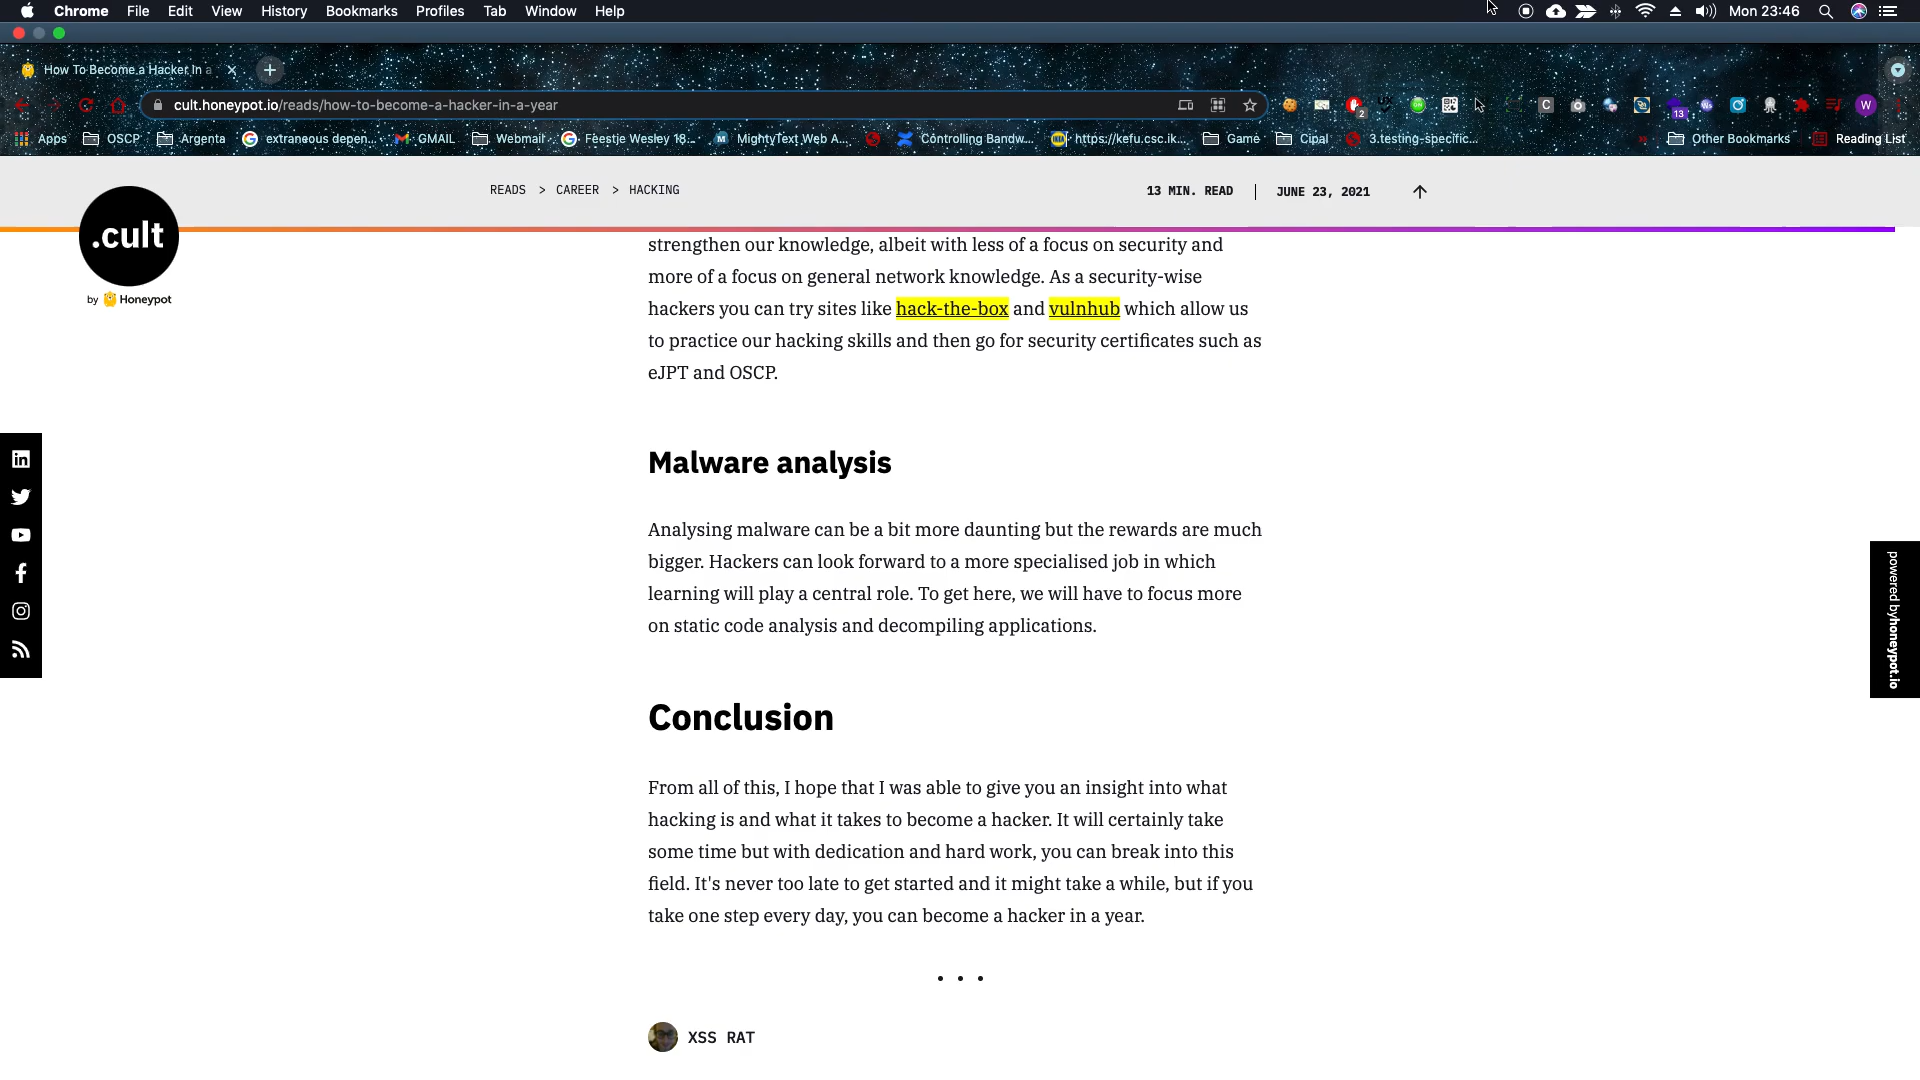 Chrome File Edit View History Bookmarks Profiles Tab Window Help Mon 23:46
How To Become a Hacker In a
cult.honeypot.io/reads/how-to-become-a-hacker-in-a-year
2 13 W
Apps OSCP Argenta extraneous depen... GMAIL Webmail Feestje Wesley 18... MightyText Web A... Controlling Bandw... https://kefu.csc.ik... Game Cipal 3.testing-specific... » Other Bookmarks Reading List
READS > CAREER > HACKING 13 MIN. READ | JUNE 23, 2021
.cult
by Honeypot
strengthen our knowledge, albeit with less of a focus on security and
more of a focus on general network knowledge. As a security-wise
hackers you can try sites like hack-the-box and vulnhub which allow us
to practice our hacking skills and then go for security certificates such as
eJPT and OSCP.
Malware analysis
Analysing malware can be a bit more daunting but the rewards are much
bigger. Hackers can look forward to a more specialised job in which
learning will play a central role. To get here, we will have to focus more
on static code analysis and decompiling applications.
powered byhoneypot.io
Conclusion
From all of this, I hope that I was able to give you an insight into what
hacking is and what it takes to become a hacker. It will certainly take
some time but with dedication and hard work, you can break into this
field. It's never too late to get started and it might take a while, but if you
take one step every day, you can become a hacker in a year.
• • •
XSS RAT